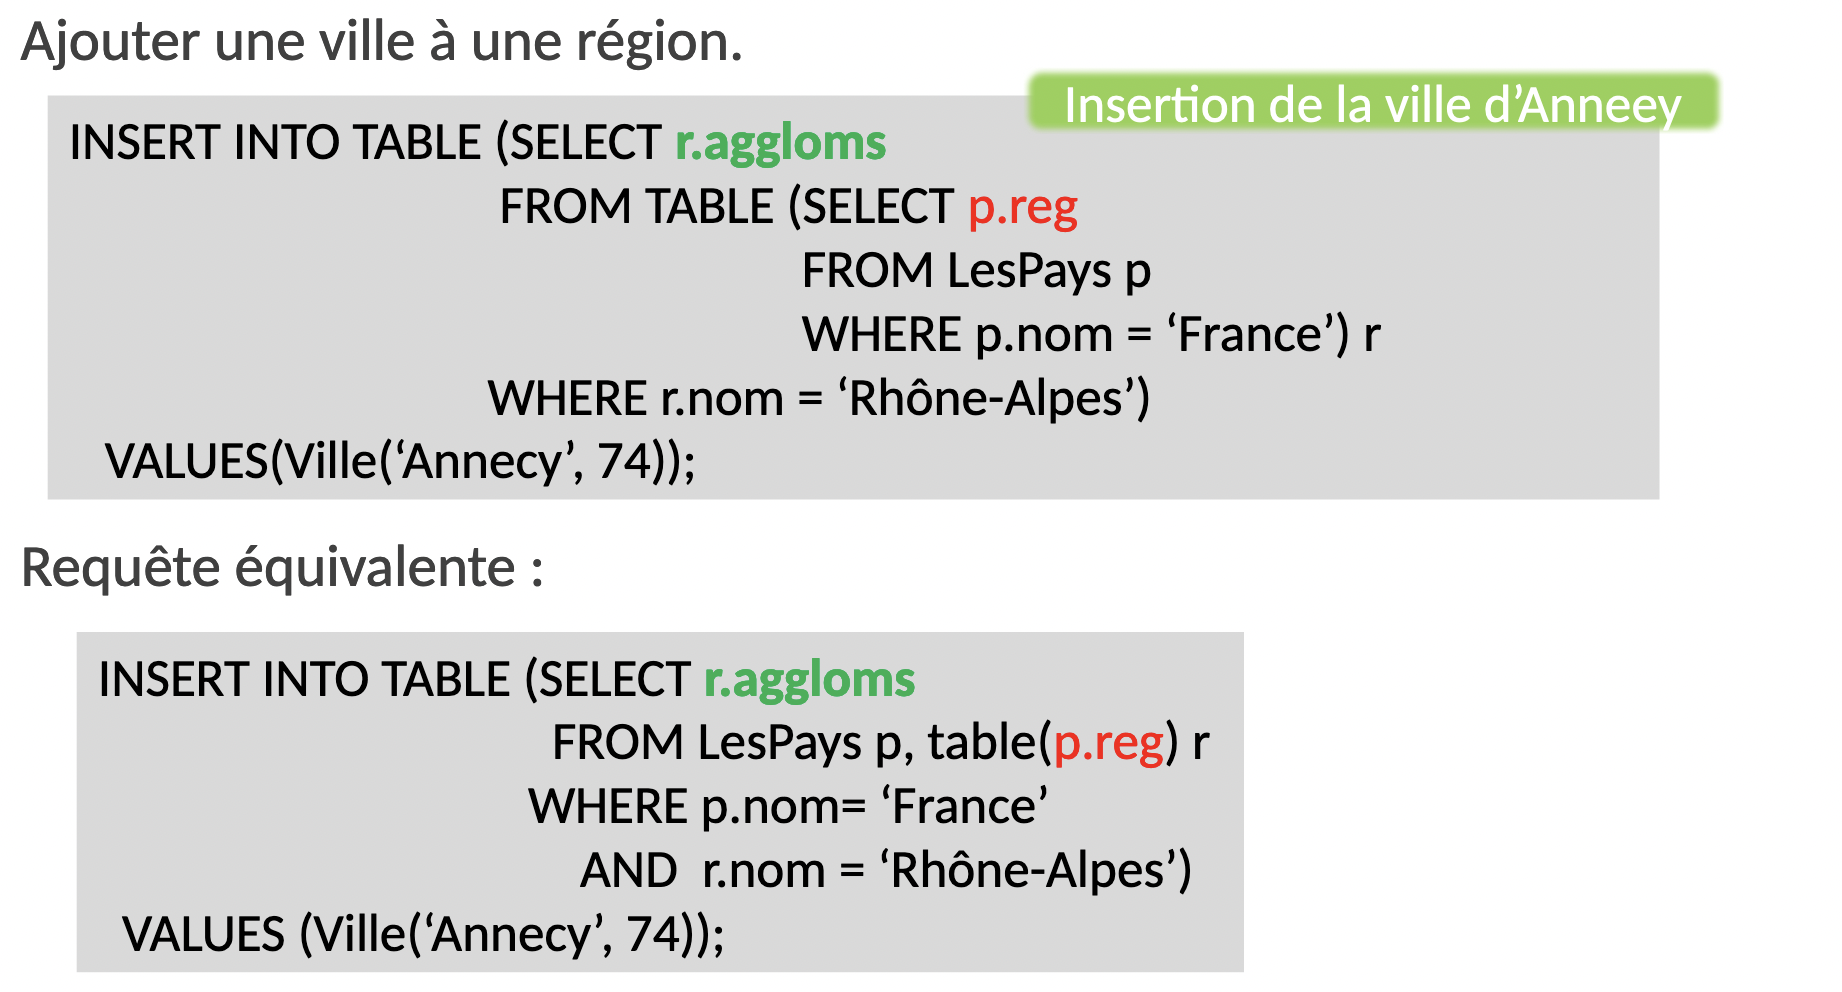 Ajouter une ville à une région.
Insertion de la ville d’Anneey
INSERT INTO TABLE (SELECT r.aggloms
FROM TABLE (SELECT p.reg
FROM LesPays p
WHERE p.nom = ‘France’) r
WHERE r.nom = ‘Rhône-Alpes’)
VALUES(Ville(‘Annecy’, 74));
Requête équivalente :
INSERT INTO TABLE (SELECT r.aggloms
FROM LesPays p, table(p.reg) r
WHERE p.nom= ‘France’
AND  r.nom = ‘Rhône-Alpes’)
VALUES (Ville(‘Annecy’, 74));